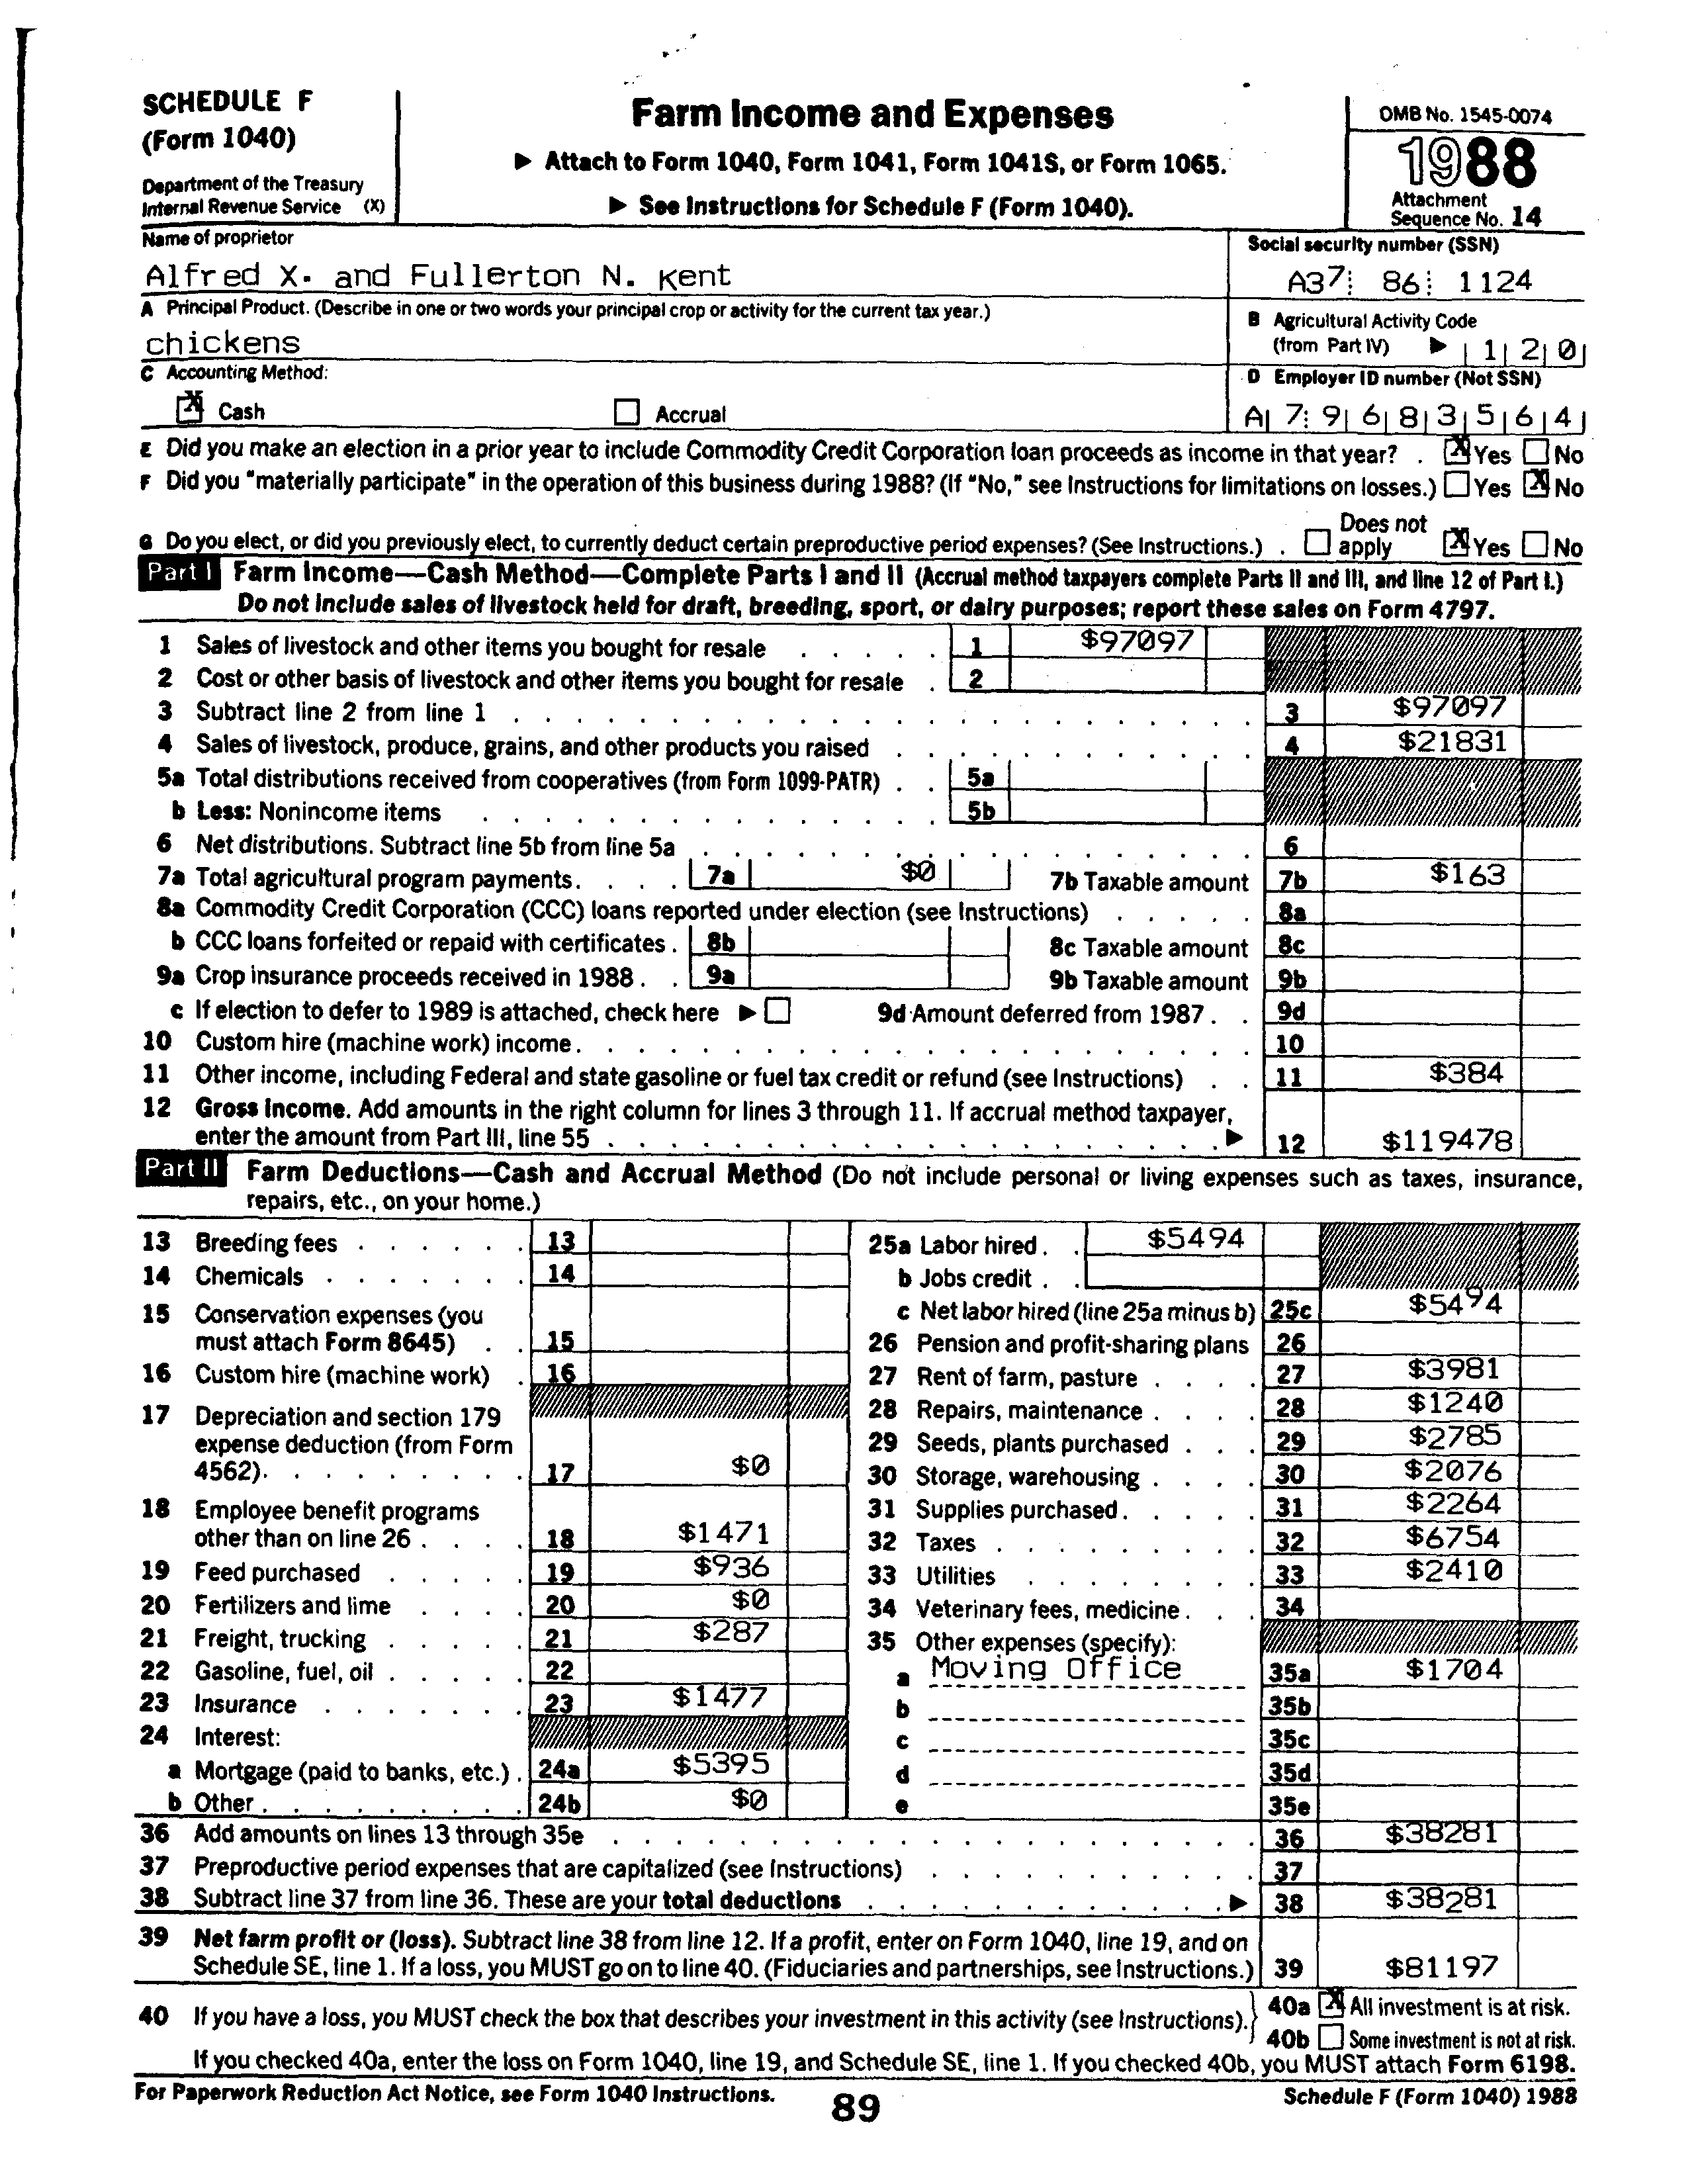 SCHEDULE F
(Form 1040)
Department of the Treasury
Internal Revenue Service (X)
Farm Income and Expenses
▶ Attach to Form 1040, Form 1041, Form 1041S, or Form 1065.
▶ See Instructions for Schedule F (Form 1040).
OMB No. 1545-0074
1988
Attachment
Sequence No. 14
Name of proprietor
Alfred X. and Fullerton N. Kent
Social security number (SSN)
A37 86 1124
A Principal Product. (Describe in one or two words your principal crop or activity for the current tax year.)
chickens
B Agricultural Activity Code
(from Part IV) ▶ 1 2 0
C Accounting Method:
X Cash Accrual
D Employer ID number (Not SSN)
A 7 9 6 8 3 5 6 4
E Did you make an election in a prior year to include Commodity Credit Corporation loan proceeds as income in that year? . X Yes No
F Did you "materially participate" in the operation of this business during 1988? (If "No," see Instructions for limitations on losses.) Yes X No
G Do you elect, or did you previously elect, to currently deduct certain preproductive period expenses? (See Instructions.) . Does not apply X Yes No
Part I Farm Income—Cash Method—Complete Parts I and II (Accrual method taxpayers complete Parts II and III, and line 12 of Part I.)
Do not include sales of livestock held for draft, breeding, sport, or dairy purposes; report these sales on Form 4797.
1 Sales of livestock and other items you bought for resale . . . . . 1 $97097
2 Cost or other basis of livestock and other items you bought for resale . 2
3 Subtract line 2 from line 1 . . . . . 3 $97097
4 Sales of livestock, produce, grains, and other products you raised . . . . . 4 $21831
5a Total distributions received from cooperatives (from Form 1099-PATR) . . 5a
b Less: Nonincome items . . . . . 5b
6 Net distributions. Subtract line 5b from line 5a . . . . . 6
7a Total agricultural program payments. . . . . 7a $0 7b Taxable amount 7b $163
8a Commodity Credit Corporation (CCC) loans reported under election (see Instructions) . . . . . 8a
b CCC loans forfeited or repaid with certificates . 8b 8c Taxable amount 8c
9a Crop insurance proceeds received in 1988 . . 9a 9b Taxable amount 9b
c If election to defer to 1989 is attached, check here ▶ 9d Amount deferred from 1987 . . 9d
10 Custom hire (machine work) income. . . . . 10
11 Other income, including Federal and state gasoline or fuel tax credit or refund (see Instructions) . . 11 $384
12 Gross Income. Add amounts in the right column for lines 3 through 11. If accrual method taxpayer,
enter the amount from Part III, line 55 . . . . . ▶ 12 $119478
Part II Farm Deductions—Cash and Accrual Method (Do not include personal or living expenses such as taxes, insurance,
repairs, etc., on your home.)
13 Breeding fees . . . . . . 13
14 Chemicals . . . . . . . 14
15 Conservation expenses (you
must attach Form 8645) . . 15
16 Custom hire (machine work) . 16
17 Depreciation and section 179
expense deduction (from Form
4562). . . . . . . . . 17 $0
18 Employee benefit programs
other than on line 26 . . . . 18 $1471
19 Feed purchased . . . . . 19 $936
20 Fertilizers and lime . . . . 20 $0
21 Freight, trucking . . . . . 21 $287
22 Gasoline, fuel, oil . . . . . 22
23 Insurance . . . . . . . 23 $1477
24 Interest:
a Mortgage (paid to banks, etc.) . 24a $5395
b Other . . . . . . . . . 24b $0
25a Labor hired . . $5494
b Jobs credit . .
c Net labor hired (line 25a minus b) 25c $5494
26 Pension and profit-sharing plans 26
27 Rent of farm, pasture . . . . 27 $3981
28 Repairs, maintenance . . . . 28 $1240
29 Seeds, plants purchased . . . 29 $2785
30 Storage, warehousing . . . . 30 $2076
31 Supplies purchased . . . . . 31 $2264
32 Taxes . . . . . . . . . 32 $6754
33 Utilities . . . . . . . . 33 $2410
34 Veterinary fees, medicine . . . 34
35 Other expenses (specify):
a Moving Office 35a $1704
b 35b
c 35c
d 35d
e 35e
36 Add amounts on lines 13 through 35e . . . . . 36 $38281
37 Preproductive period expenses that are capitalized (see Instructions) . . . . . 37
38 Subtract line 37 from line 36. These are your total deductions . . . . . ▶ 38 $38281
39 Net farm profit or (loss). Subtract line 38 from line 12. If a profit, enter on Form 1040, line 19, and on
Schedule SE, line 1. If a loss, you MUST go on to line 40. (Fiduciaries and partnerships, see Instructions.) 39 $81197
40 If you have a loss, you MUST check the box that describes your investment in this activity (see Instructions).
40a X All investment is at risk.
40b Some investment is not at risk.
If you checked 40a, enter the loss on Form 1040, line 19, and Schedule SE, line 1. If you checked 40b, you MUST attach Form 6198.
For Paperwork Reduction Act Notice, see Form 1040 Instructions.
89
Schedule F (Form 1040) 1988